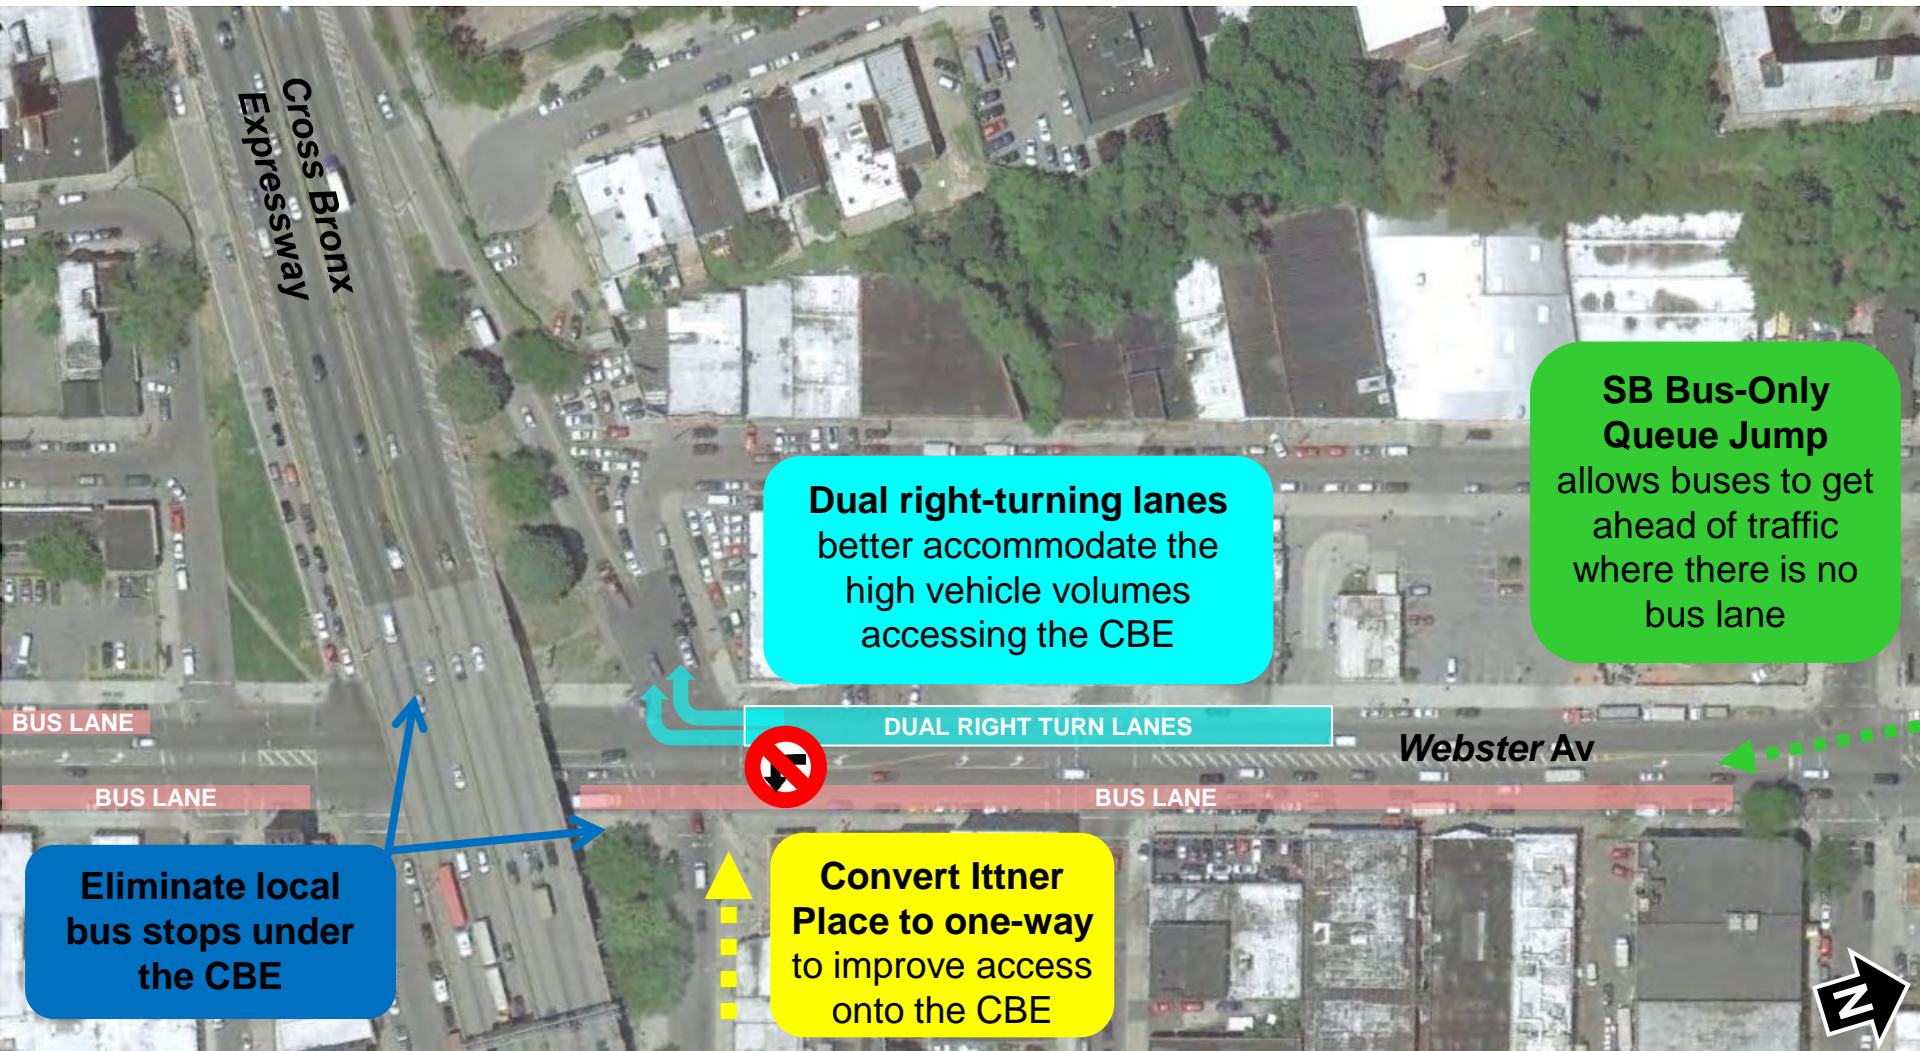 Cross Bronx
Expressway
SB Bus-Only
Queue Jump
allows buses to get
ahead of traffic
where there is no
bus lane
Dual right-turning lanes
better accommodate the
high vehicle volumes
accessing the CBE
BUS LANE
DUAL RIGHT TURN LANES
Webster Av
BUS LANE
BUS LANE
Eliminate local
bus stops under
the CBE
Convert Ittner
Place to one-way
to improve access
onto the CBE
N